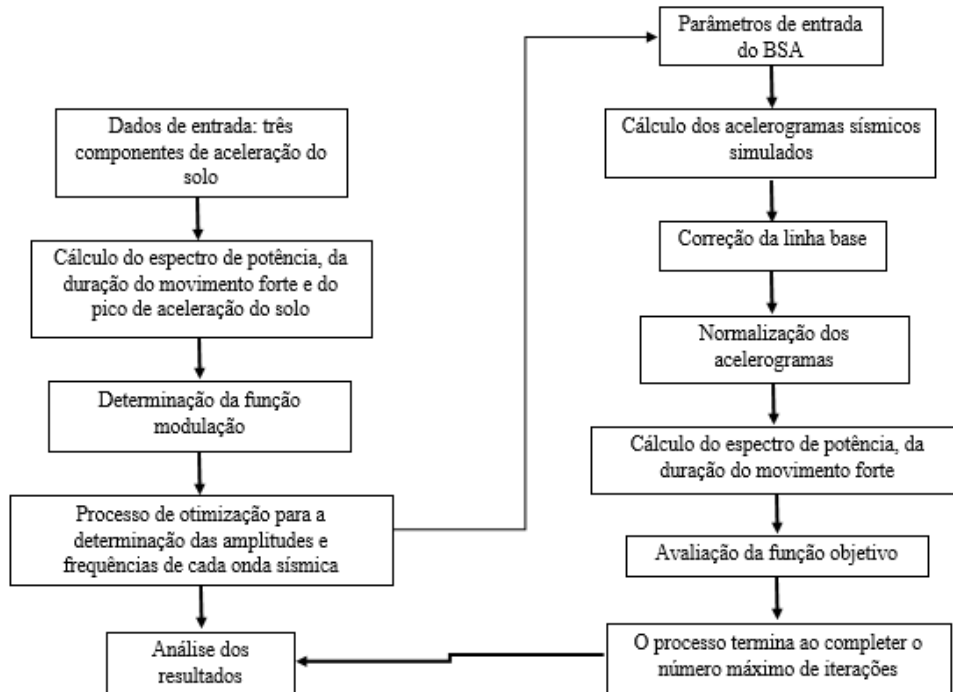 Dados de entrada: três
componentes de aceleração do
solo
Cálculo do espectro de potência, da
duração do movimento forte e do
pico de aceleração do solo
Determinação da função
modulação
Processo de otimização para a
determinação das amplitudes e
frequências de cada onda sísmica
Análise dos
resultados
Parâmetros de entrada
do BSA
Cálculo dos acelerogramas sísmicos
simulados
Correção da linha base
Normalização dos
acelerogramas
Cálculo do espectro de potência, da
duração do movimento forte
Avaliação da função objetivo
O processo termina ao completer o
número máximo de iterações